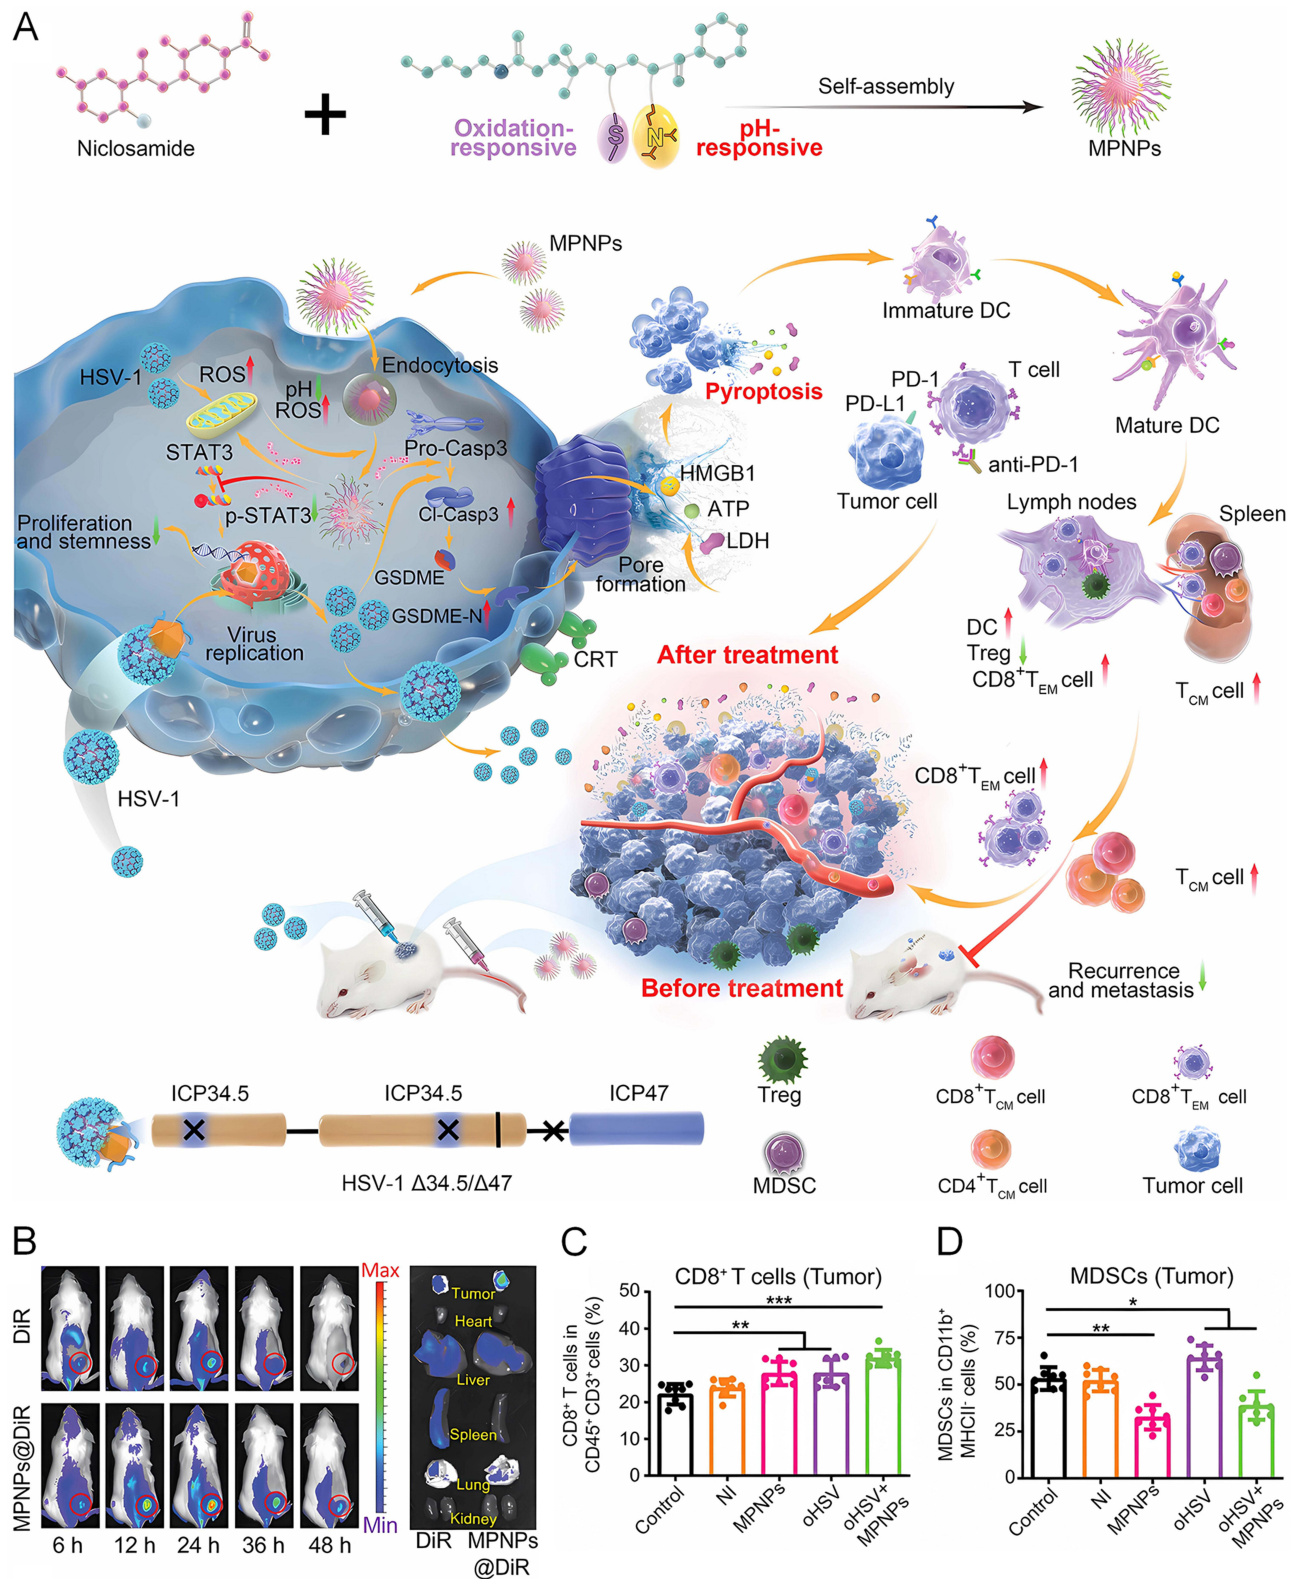 A
Niclosamide
+
Oxidation-
responsive
S
N
pH-
responsive
Self-assembly
MPNPs
MPNPs
HSV-1
ROS
pH
ROS
Endocytosis
STAT3
p-STAT3
Pro-Casp3
Cl-Casp3
Proliferation
and stemness
GSDME
GSDME-N
Virus
replication
HSV-1
Pore
formation
CRT
HMGB1
ATP
LDH
Pyroptosis
Immature DC
Mature DC
PD-1
PD-L1
T cell
anti-PD-1
Tumor cell
Lymph nodes
Spleen
DC
Treg
CD8⁺T_EM cell
T_CM cell
After treatment
CD8⁺T_EM cell
T_CM cell
Before treatment
Recurrence
and metastasis
ICP34.5
ICP34.5
ICP47
HSV-1 Δ34.5/Δ47
Treg
CD8⁺T_CM cell
CD8⁺T_EM cell
MDSC
CD4⁺T_CM cell
Tumor cell
B
DiR
MPNPs@DiR
6 h
12 h
24 h
36 h
48 h
Max
Min
Tumor
Heart
Liver
Spleen
Lung
Kidney
DiR
MPNPs
@DiR
C
CD8⁺ T cells (Tumor)
CD8⁺ T cells in
CD45⁺ CD3⁺ cells (%)
50
40
30
20
10
0
***
**
Control
NI
MPNPs
oHSV
oHSV+
MPNPs
D
MDSCs (Tumor)
MDSCs in CD11b⁺
MHCII⁻ cells (%)
100
75
50
25
0
*
**
Control
NI
MPNPs
oHSV
oHSV+
MPNPs